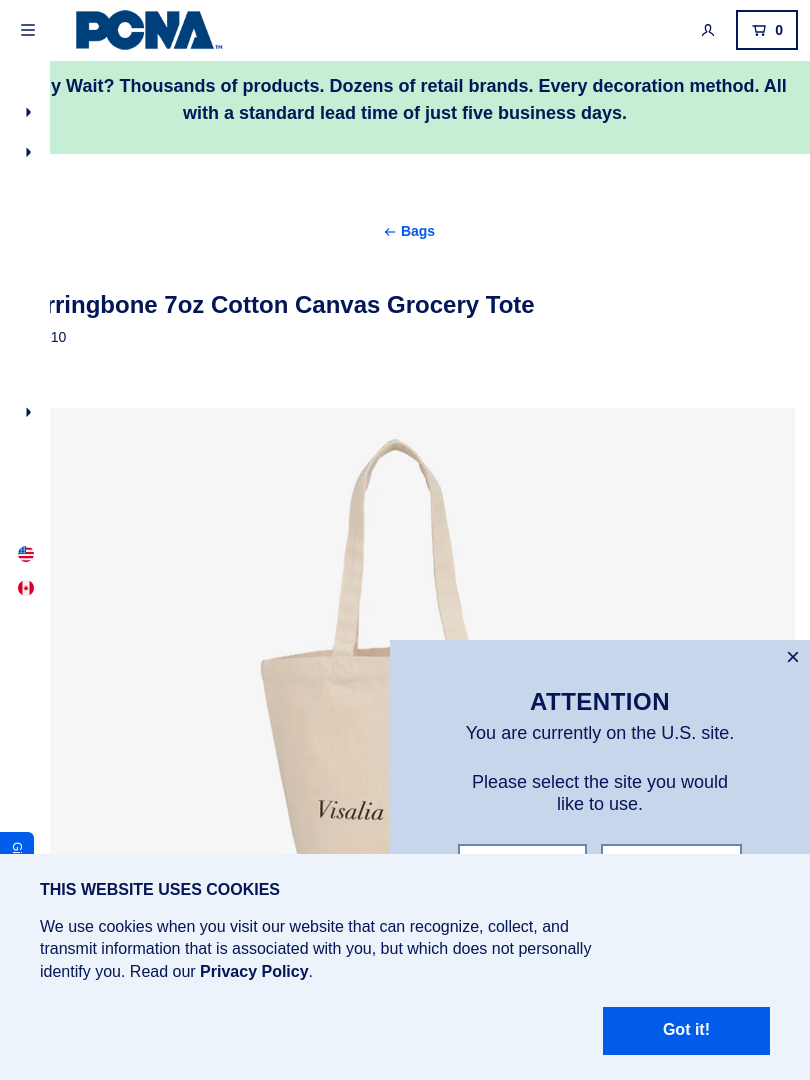 PCNA™
0
y Wait? Thousands of products. Dozens of retail brands. Every decoration method. All
with a standard lead time of just five business days.
Bags
rringbone 7oz Cotton Canvas Grocery Tote
10
Visalia
ATTENTION
You are currently on the U.S. site.
Please select the site you would
like to use.
THIS WEBSITE USES COOKIES
We use cookies when you visit our website that can recognize, collect, and
transmit information that is associated with you, but which does not personally
identify you. Read our Privacy Policy.
Got it!